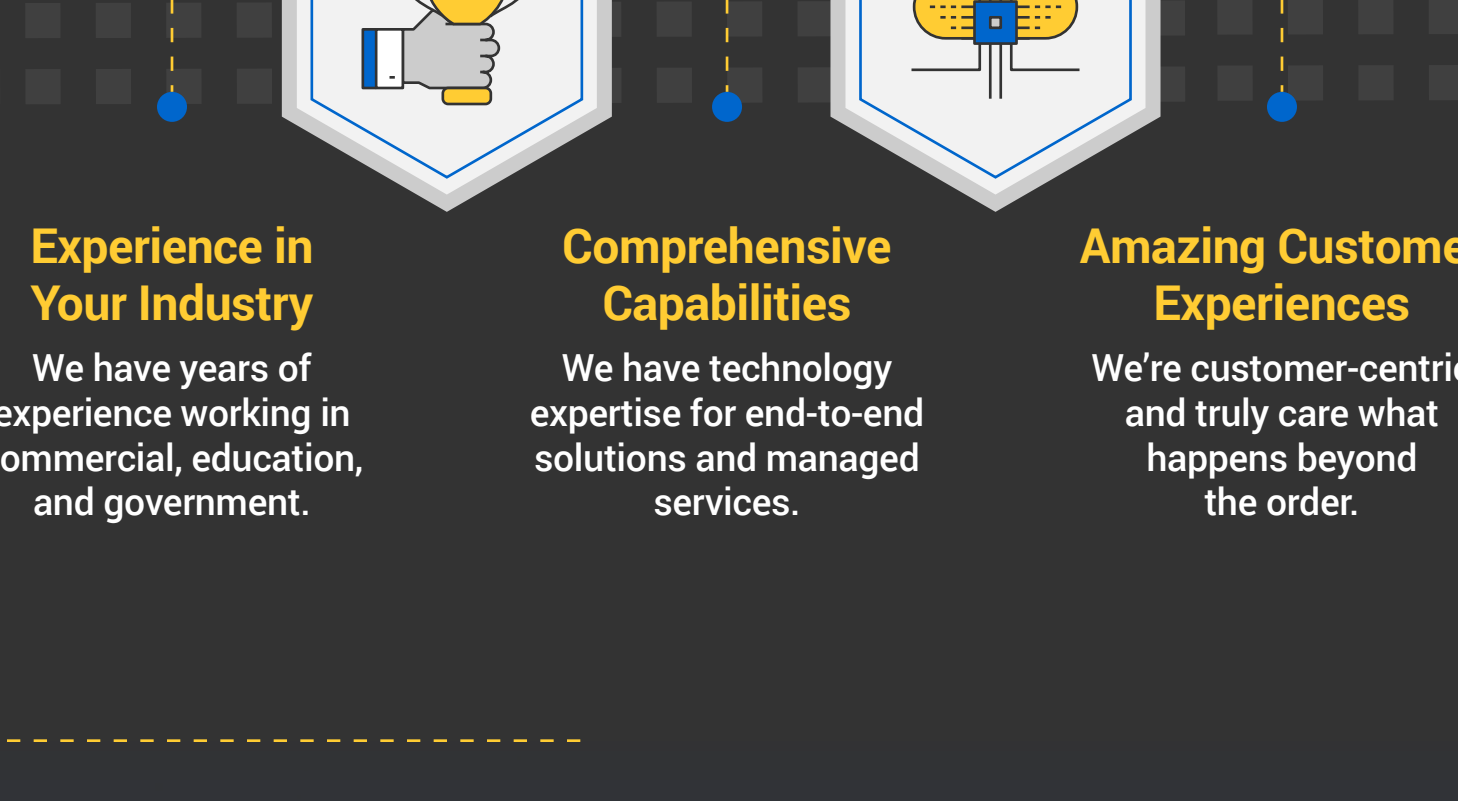 Experience in
Your Industry
We have years of
experience working in
commercial, education,
and government.
Comprehensive
Capabilities
We have technology
expertise for end-to-end
solutions and managed
services.
Amazing Customer
Experiences
We’re customer-centric
and truly care what
happens beyond
the order.